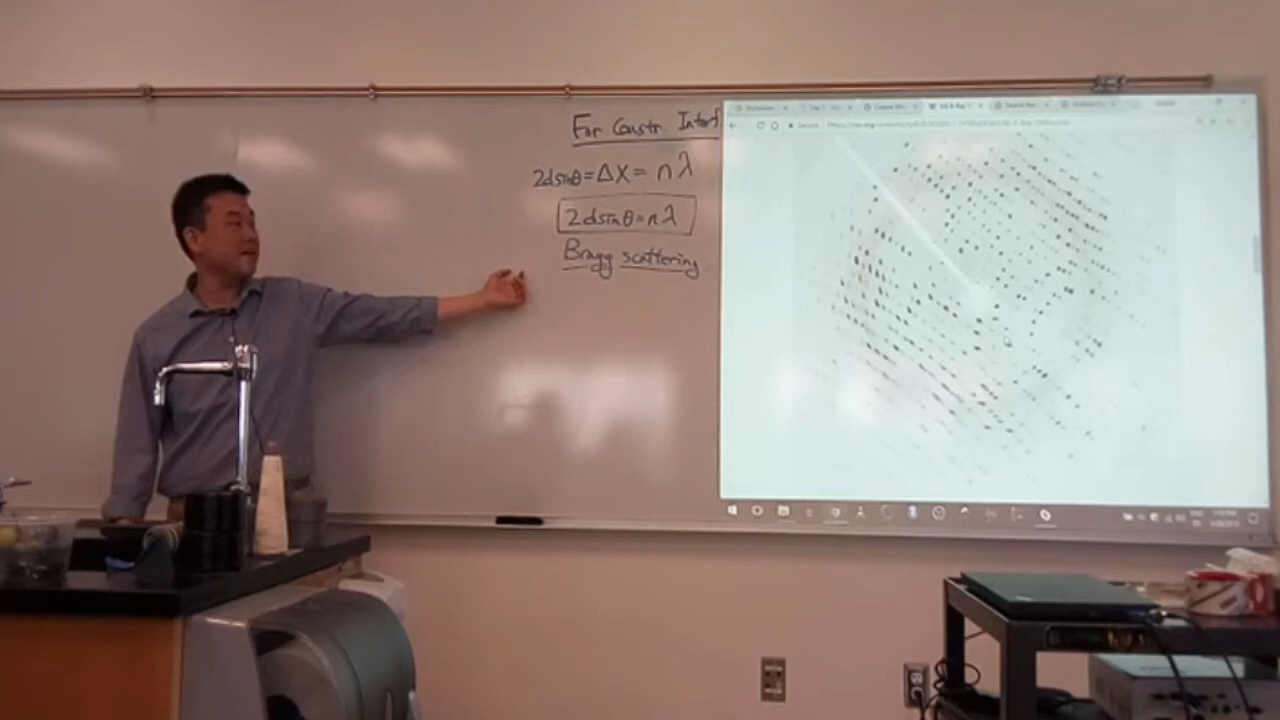 For Constr. Interf
2dsinθ = Δx = nλ
2dsinθ = nλ
Bragg scattering